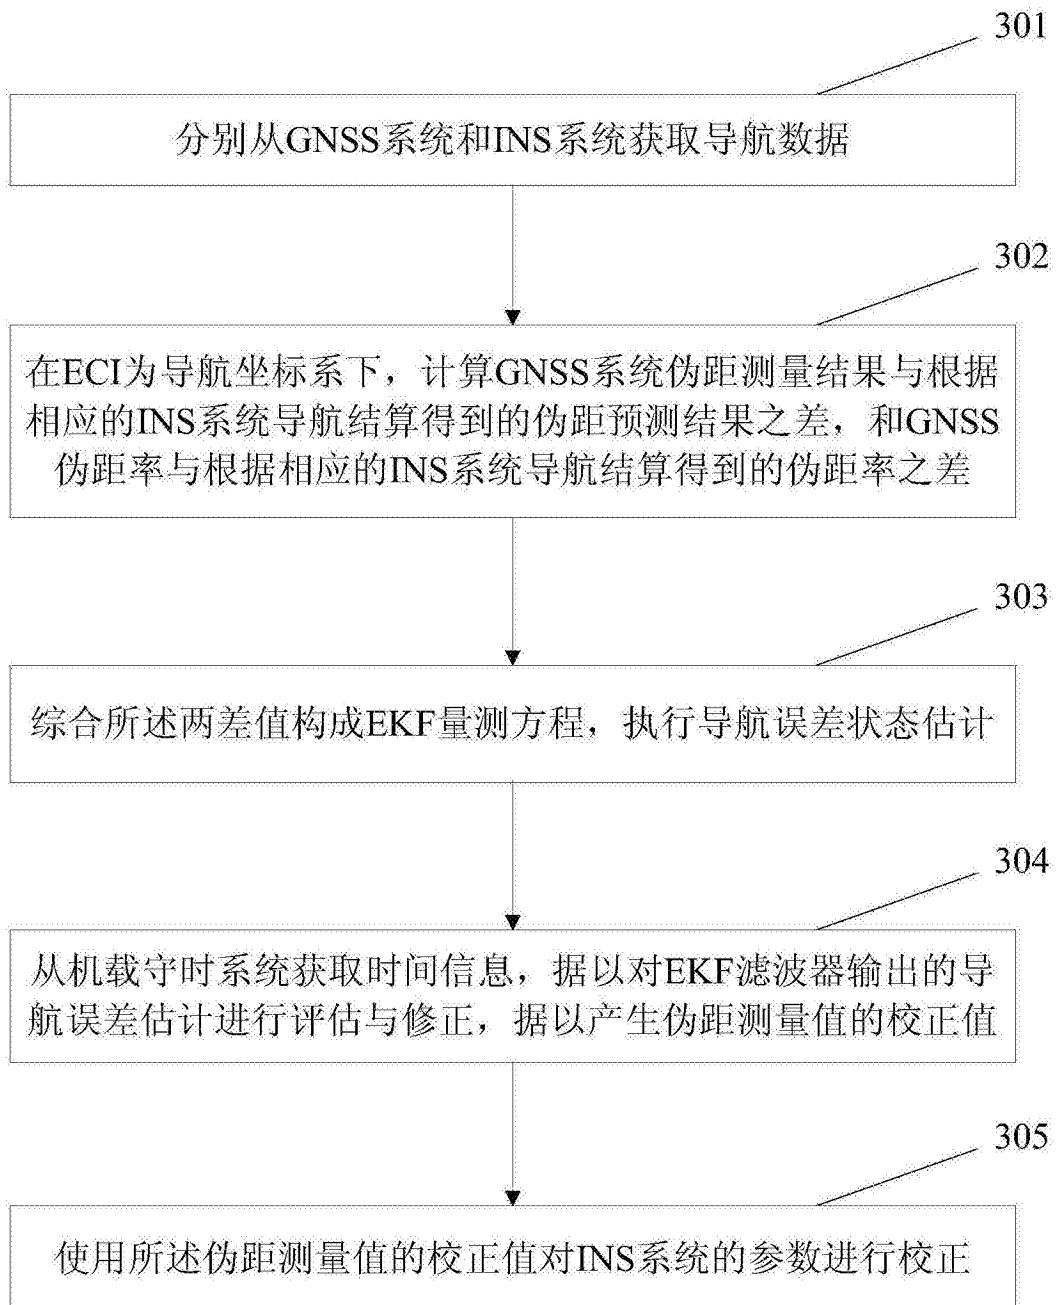 301
分别从GNSS系统和INS系统获取导航数据
302
在ECI为导航坐标系下，计算GNSS系统伪距测量结果与根据
相应的INS系统导航结算得到的伪距预测结果之差，和GNSS
伪距率与根据相应的INS系统导航结算得到的伪距率之差
303
综合所述两差值构成EKF量测方程，执行导航误差状态估计
304
从机载守时系统获取时间信息，据以对EKF滤波器输出的导
航误差估计进行评估与修正，据以产生伪距测量值的校正值
305
使用所述伪距测量值的校正值对INS系统的参数进行校正